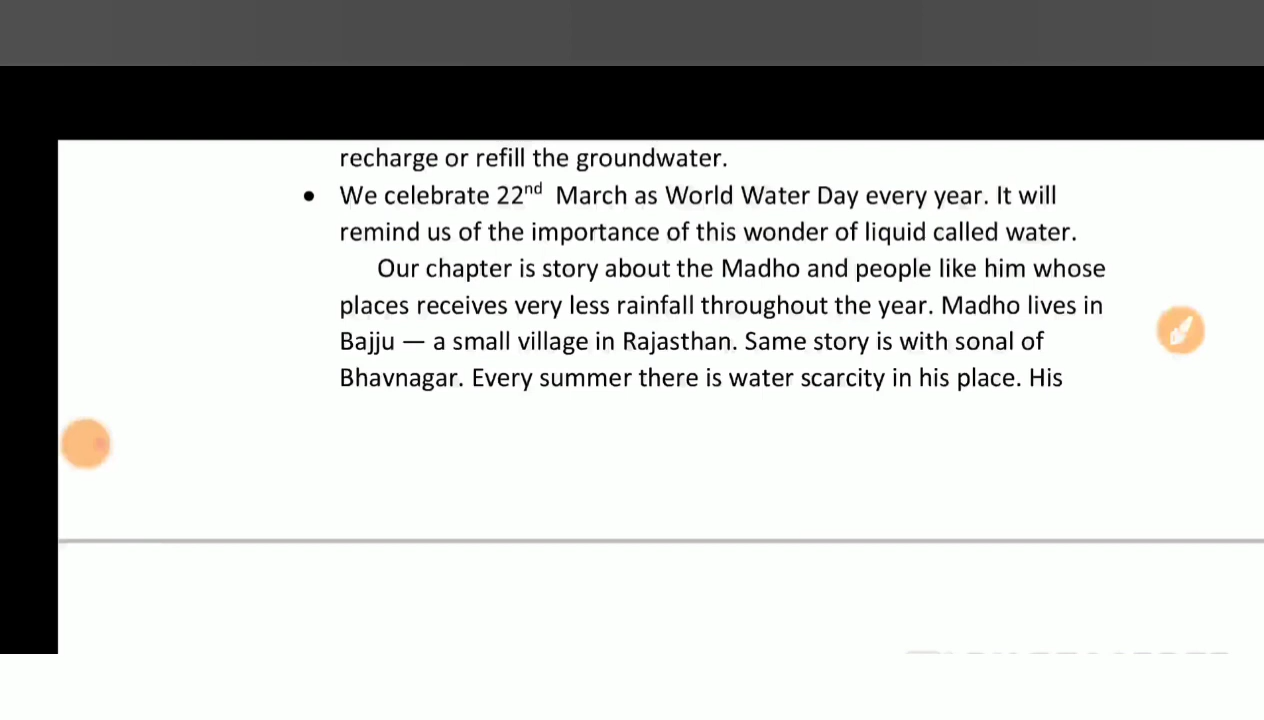 recharge or refill the groundwater.
• We celebrate 22nd March as World Water Day every year. It will
remind us of the importance of this wonder of liquid called water.
Our chapter is story about the Madho and people like him whose
places receives very less rainfall throughout the year. Madho lives in
Bajju — a small village in Rajasthan. Same story is with sonal of
Bhavnagar. Every summer there is water scarcity in his place. His